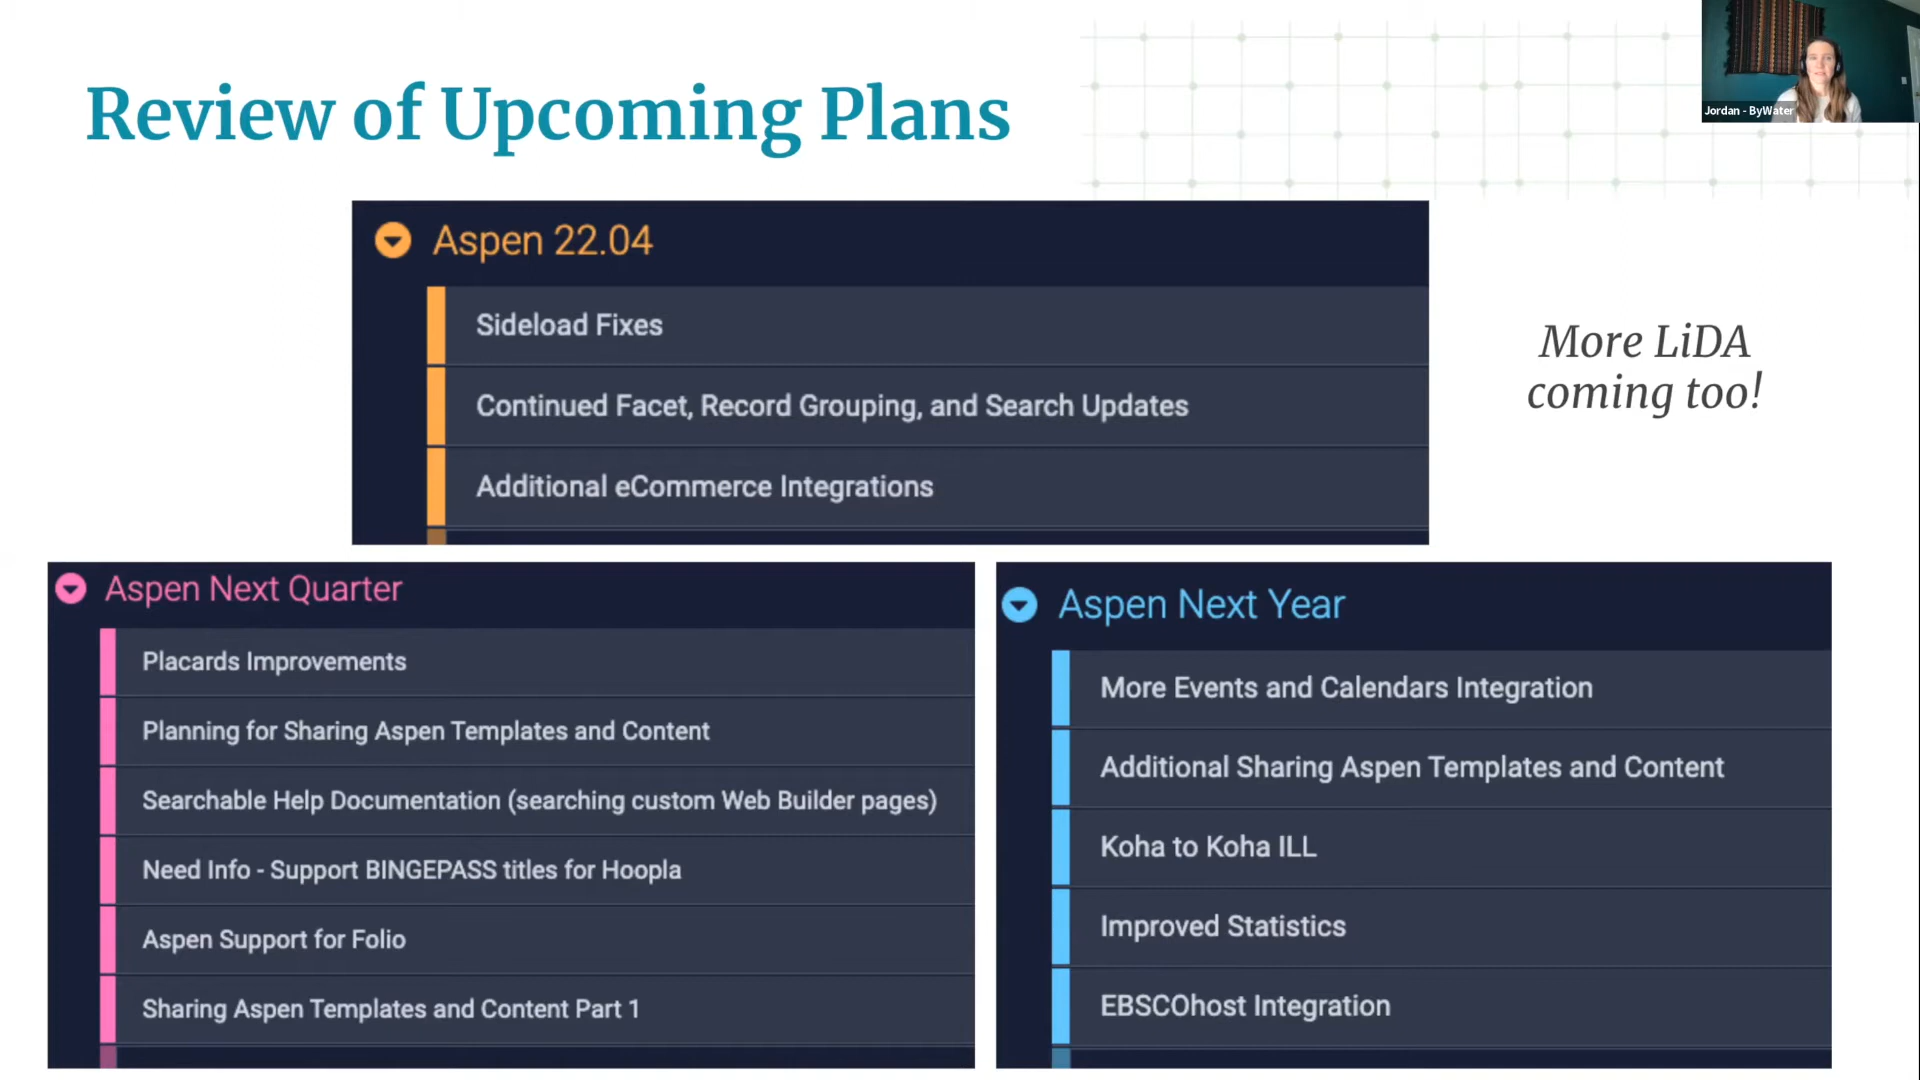 Review of Upcoming Plans
Jordan - ByWater
Aspen 22.04
Sideload Fixes
Continued Facet, Record Grouping, and Search Updates
Additional eCommerce Integrations
More LiDA
coming too!
Aspen Next Quarter
Placards Improvements
Planning for Sharing Aspen Templates and Content
Searchable Help Documentation (searching custom Web Builder pages)
Need Info - Support BINGEPASS titles for Hoopla
Aspen Support for Folio
Sharing Aspen Templates and Content Part 1
Aspen Next Year
More Events and Calendars Integration
Additional Sharing Aspen Templates and Content
Koha to Koha ILL
Improved Statistics
EBSCOhost Integration